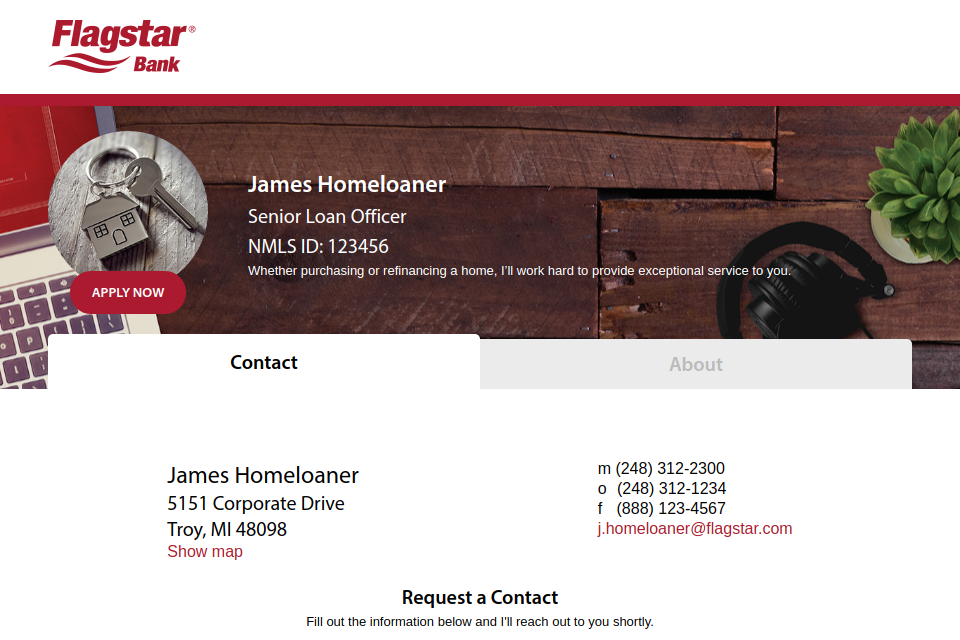 Flagstar®
Bank
James Homeloaner
Senior Loan Officer
NMLS ID: 123456
Whether purchasing or refinancing a home, I'll work hard to provide exceptional service to you.
APPLY NOW
Contact
About
James Homeloaner
5151 Corporate Drive
Troy, MI 48098
Show map
m (248) 312-2300
o (248) 312-1234
f (888) 123-4567
j.homeloaner@flagstar.com
Request a Contact
Fill out the information below and I'll reach out to you shortly.